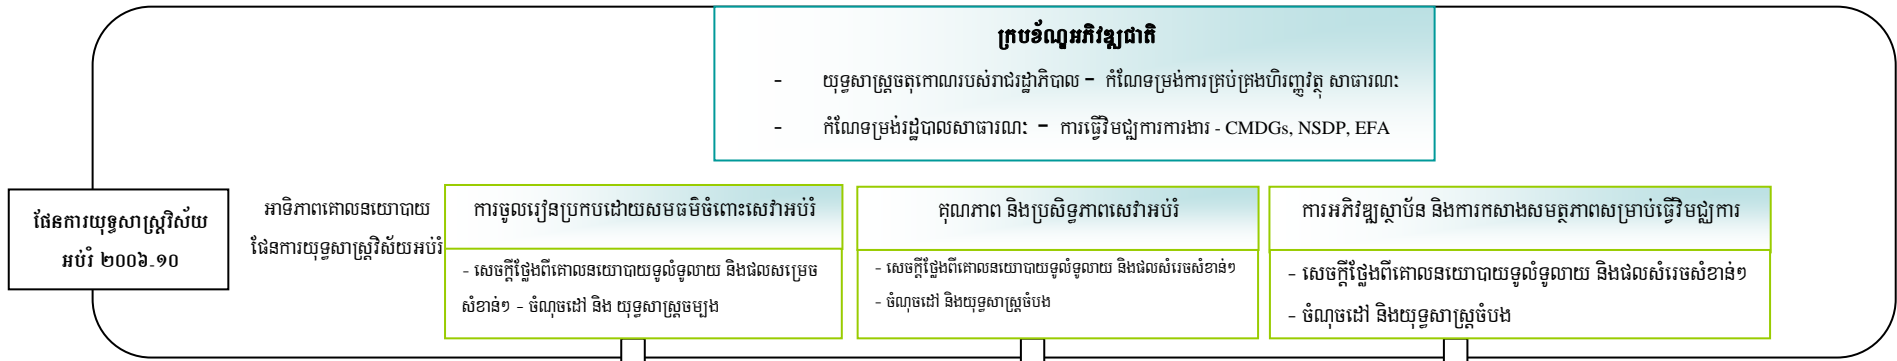 ក្របខ័ណ្ឌអភិវឌ្ឍជាតិ
- យុទ្ធសាស្ត្រចតុកោណរបស់រាជរដ្ឋាភិបាល – កំណែទម្រង់ការគ្រប់គ្រងហិរញ្ញវត្ថុ សាធារណៈ
- កំណែទម្រង់រដ្ឋបាលសាធារណៈ – ការធ្វើវិមជ្ឈការការងារ - CMDGs, NSDP, EFA
ផែនការយុទ្ធសាស្ត្រវិស័យ
អប់រំ ២០០៦-១០
អាទិភាពគោលនយោបាយ
ផែនការយុទ្ធសាស្ត្រវិស័យអប់រំ
ការចូលរៀនប្រកបដោយសមធម៌ចំពោះសេវាអប់រំ
- សេចក្តីថ្លែងពីគោលនយោបាយទូលំទូលាយ និងផលសម្រេច
សំខាន់ៗ - ចំណុចដៅ និង យុទ្ធសាស្ត្រចម្បង
គុណភាព និងប្រសិទ្ធភាពសេវាអប់រំ
- សេចក្តីថ្លែងពីគោលនយោបាយទូលំទូលាយ និងផលសំរេចសំខាន់ៗ
- ចំណុចដៅ និងយុទ្ធសាស្ត្រចំបង
ការអភិវឌ្ឍស្ថាប័ន និងការកសាងសមត្ថភាពសម្រាប់ធ្វើវិមជ្ឈការ
- សេចក្តីថ្លែងពីគោលនយោបាយទូលំទូលាយ និងផលសំរេចសំខាន់ៗ
- ចំណុចដៅ និងយុទ្ធសាស្ត្រចំបង